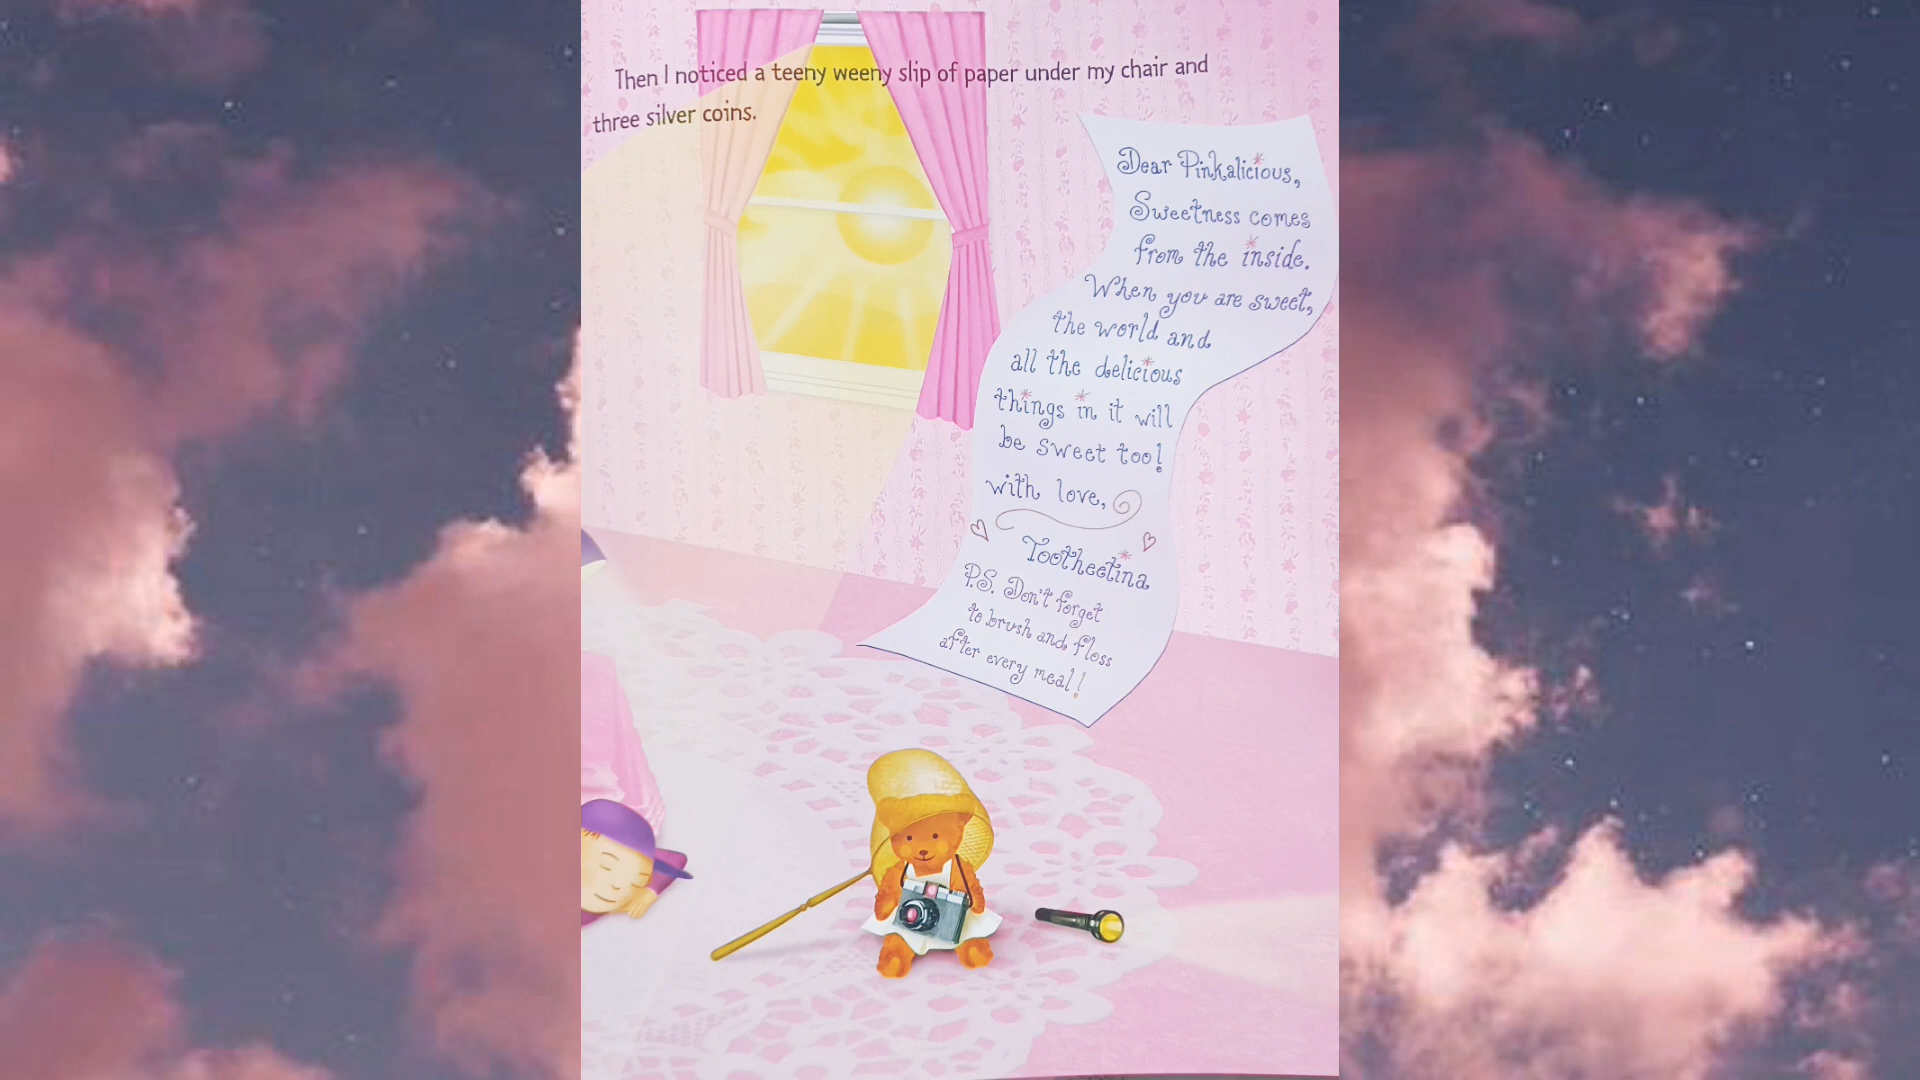 Then I noticed a teeny weeny slip of paper under my chair and
three silver coins.
Dear Pinkalicious,
Sweetness comes
from the inside.
When you are sweet,
the world and
all the delicious
things in it will
be sweet too!
with love,
Tootheetina
P.S. Don't forget
to brush and floss
after every meal!